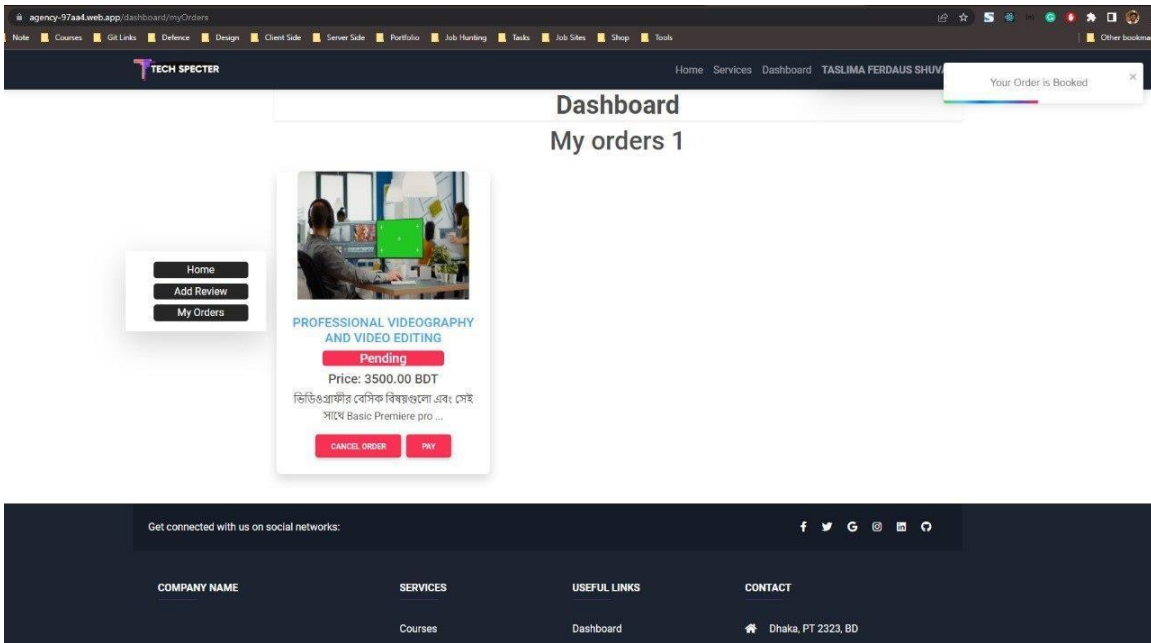 agency-97aa4.web.app/dashboard/myOrders
Note Courses Git Links Defence Design Client Side Server Side Portfolio Job Hunting Tasks Job Sites Shop Tools Other bookma
TECH SPECTER
Home Services Dashboard TASLIMA FERDAUS SHUV
Your Order is Booked ×
Dashboard
My orders 1
Home
Add Review
My Orders
PROFESSIONAL VIDEOGRAPHY
AND VIDEO EDITING
Pending
Price: 3500.00 BDT
ভিডিওগ্রাফীর বেসিক বিষয়গুলো এবং সেই
সাথে Basic Premiere pro ...
CANCEL ORDER PAY
Get connected with us on social networks:
COMPANY NAME
SERVICES
USEFUL LINKS
CONTACT
Courses
Dashboard
Dhaka, PT 2323, BD